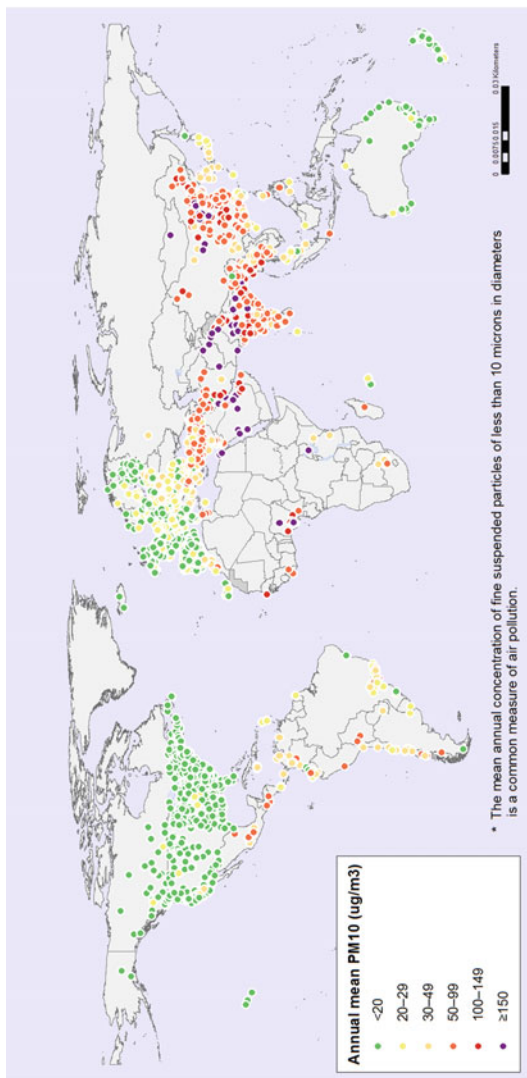 Annual mean PM10 (ug/m3)
<20
20–29
30–49
50–99
100–149
≥150
* The mean annual concentration of fine suspended particles of less than 10 microns in diameters
is a common measure of air pollution.
0 0.0075 0.015 0.03 Kilometers